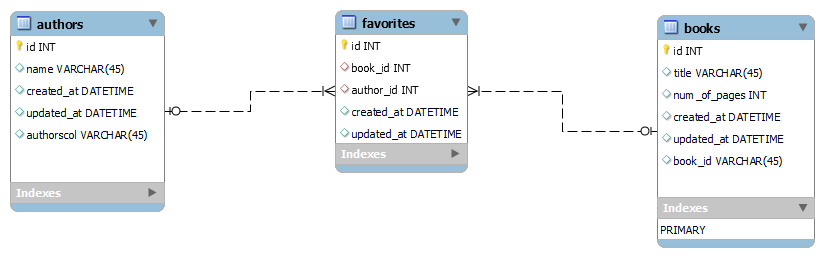 authors
id INT
name VARCHAR(45)
created_at DATETIME
updated_at DATETIME
authorscol VARCHAR(45)
Indexes
favorites
id INT
book_id INT
author_id INT
created_at DATETIME
updated_at DATETIME
Indexes
books
id INT
title VARCHAR(45)
num_of_pages INT
created_at DATETIME
updated_at DATETIME
book_id VARCHAR(45)
Indexes
PRIMARY